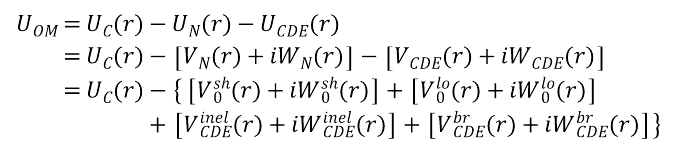 U_{OM} = U_C(r) − U_N(r) − U_{CDE}(r)
= U_C(r) − [V_N(r) + iW_N(r)] − [V_{CDE}(r) + iW_{CDE}(r)]
= U_C(r) − { [V_0^{sh}(r) + iW_0^{sh}(r)] + [V_0^{lo}(r) + iW_0^{lo}(r)]
+ [V_{CDE}^{inel}(r) + iW_{CDE}^{inel}(r)] + [V_{CDE}^{br}(r) + iW_{CDE}^{br}(r)] }